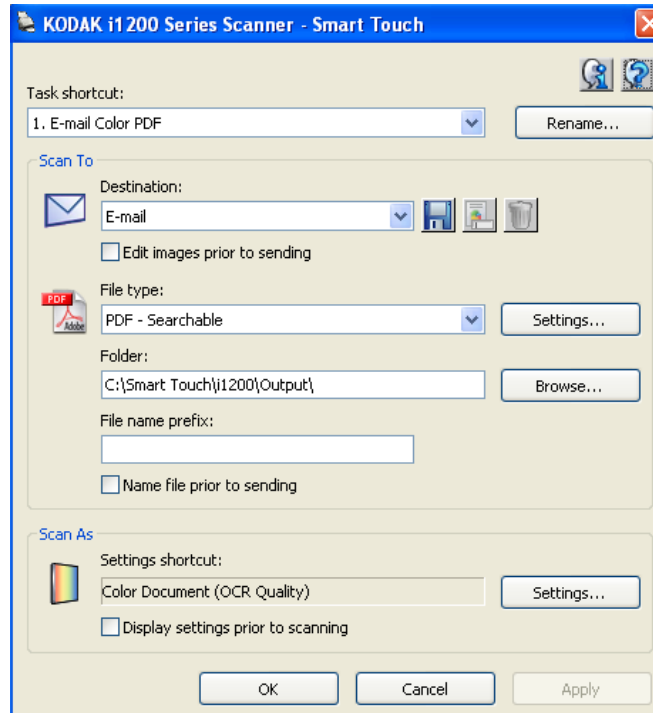 KODAK i1200 Series Scanner - Smart Touch
Task shortcut:
1. E-mail Color PDF
Rename...
Scan To
Destination:
E-mail
Edit images prior to sending
PDF
Adobe
File type:
PDF - Searchable
Settings...
Folder:
C:\Smart Touch\i1200\Output\
Browse...
File name prefix:
Name file prior to sending
Scan As
Settings shortcut:
Color Document (OCR Quality)
Settings...
Display settings prior to scanning
OK
Cancel
Apply